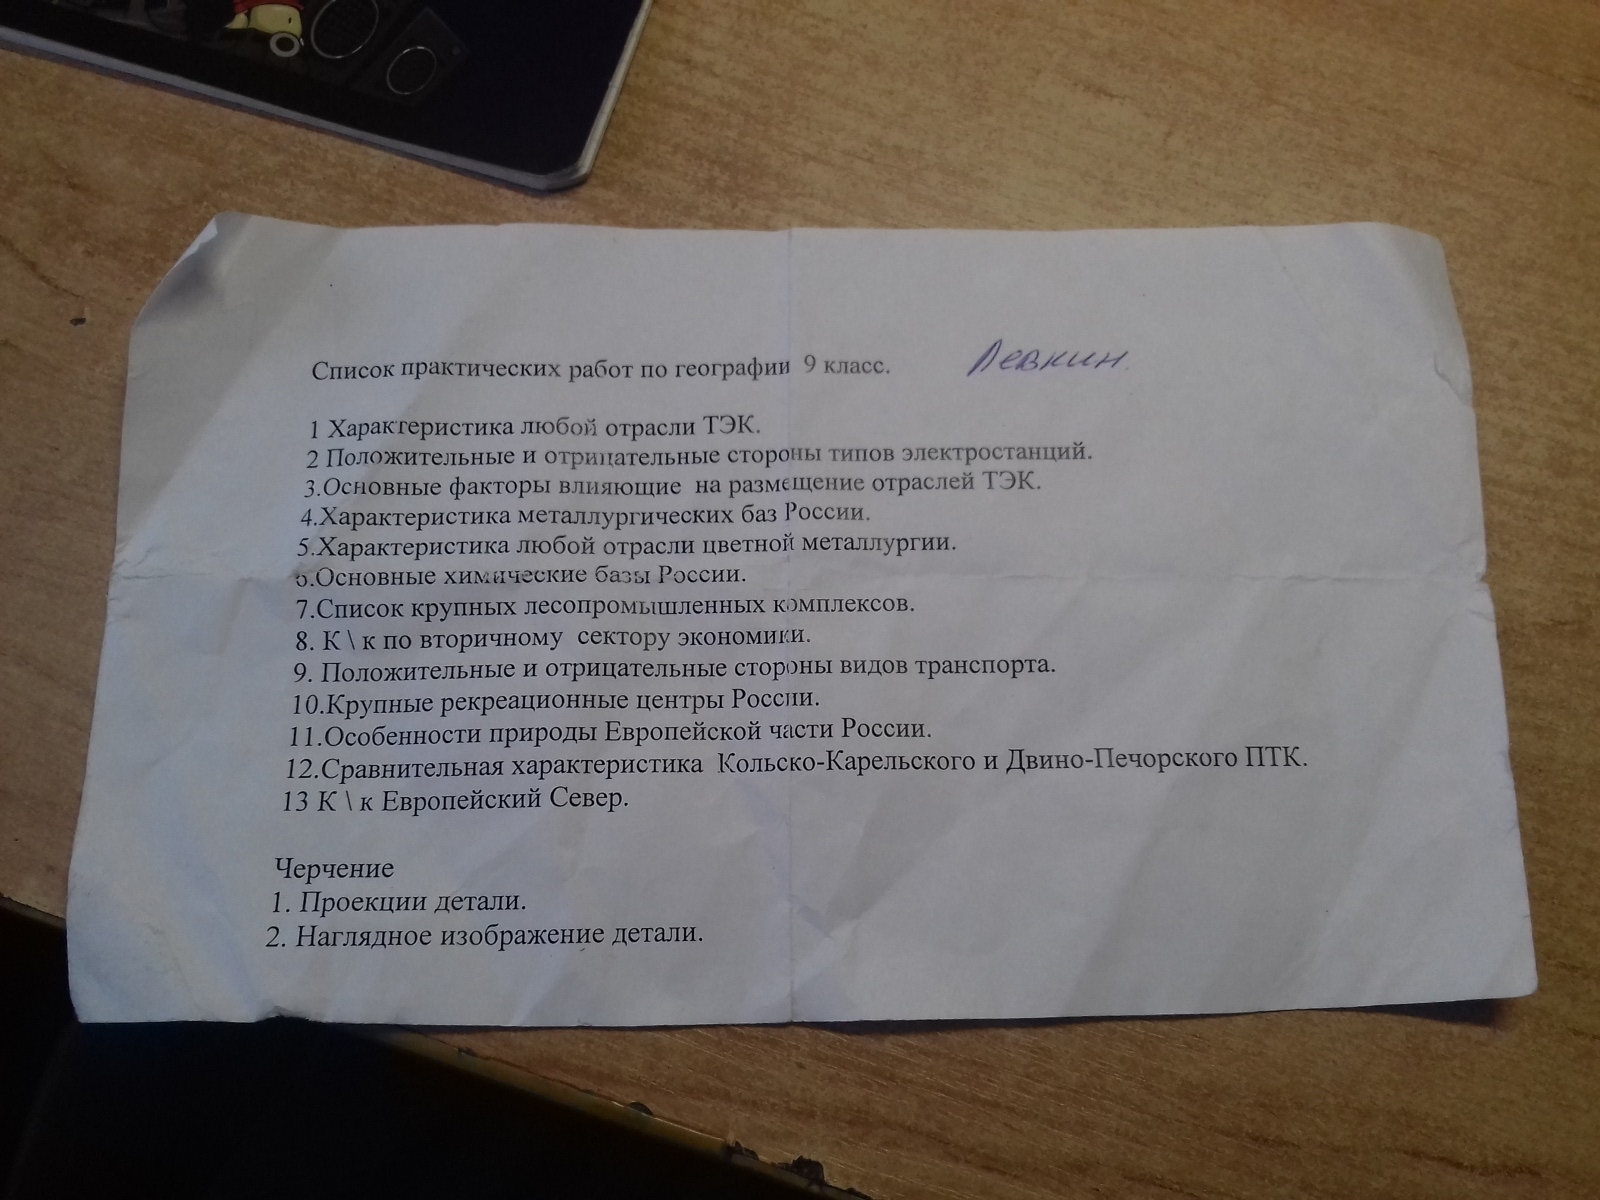 Список практических работ по географии 9 класс. Левкин.
1 Характеристика любой отрасли ТЭК.
2 Положительные и отрицательные стороны типов электростанций.
3.Основные факторы влияющие на размещение отраслей ТЭК.
4.Характеристика металлургических баз России.
5.Характеристика любой отрасли цветной металлургии.
6.Основные химические базы России.
7.Список крупных лесопромышленных комплексов.
8. К \ к по вторичному сектору экономики.
9. Положительные и отрицательные стороны видов транспорта.
10.Крупные рекреационные центры России.
11.Особенности природы Европейской части России.
12.Сравнительная характеристика Кольско-Карельского и Двино-Печорского ПТК.
13 К \ к Европейский Север.
Черчение
1. Проекции детали.
2. Наглядное изображение детали.